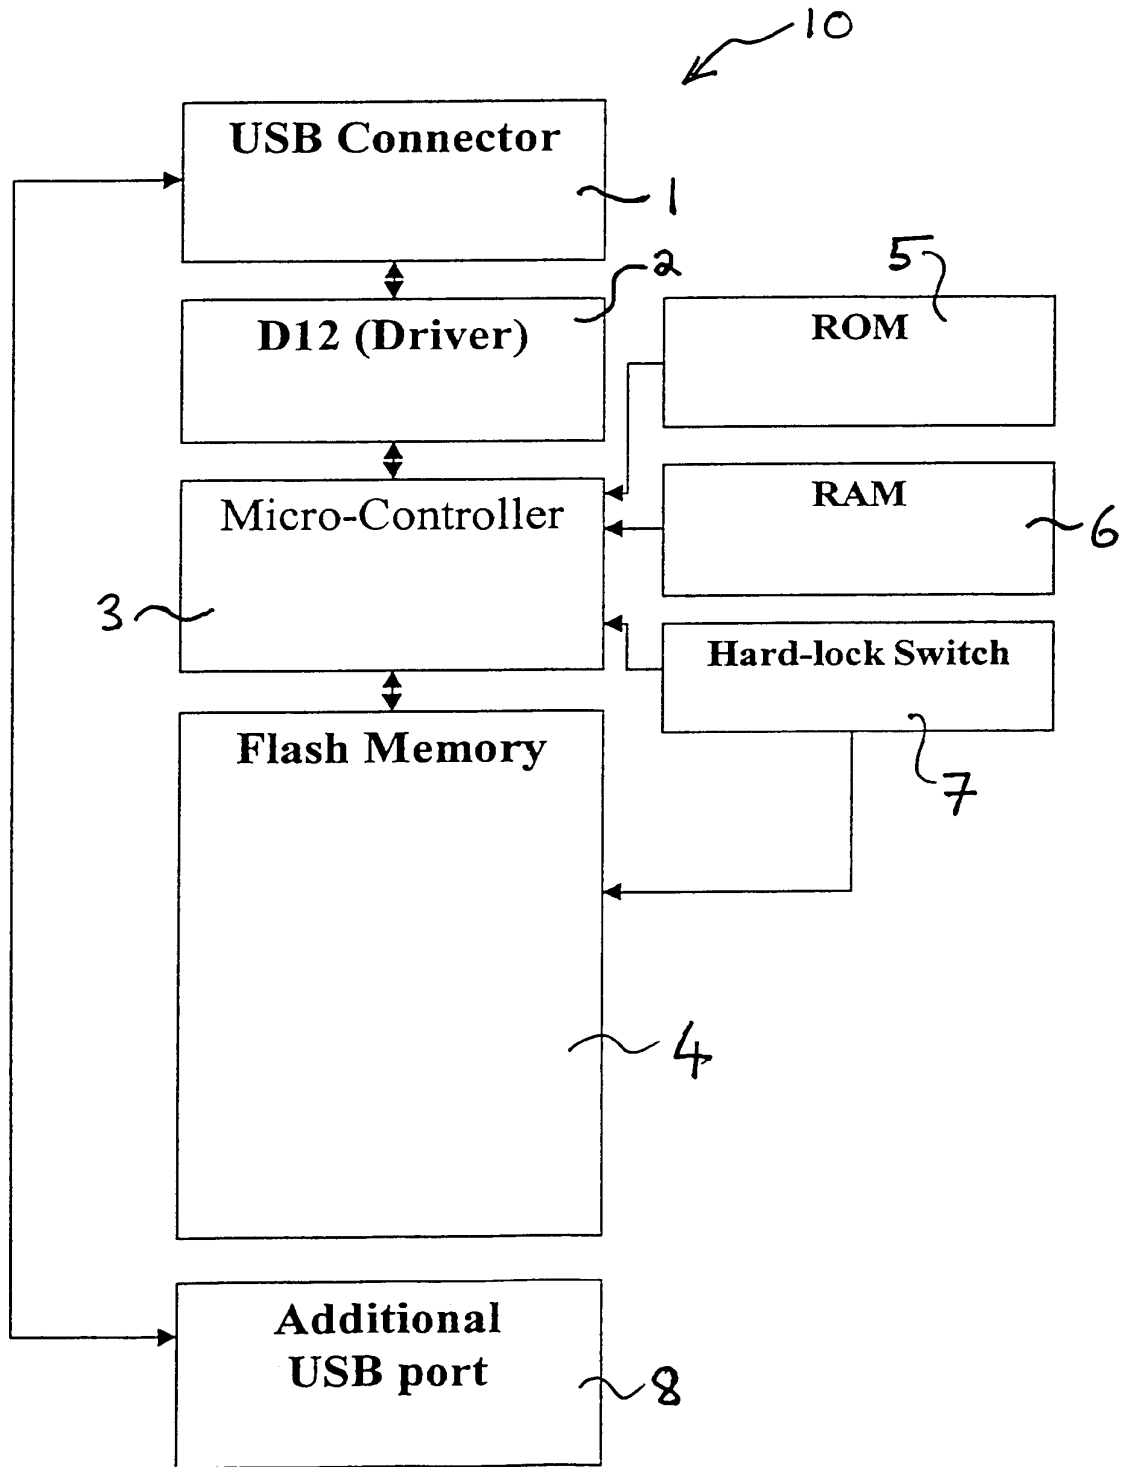 10
USB Connector
1
2
D12 (Driver)
5
ROM
Micro-Controller
3
RAM
6
Hard-lock Switch
7
Flash Memory
4
Additional
USB port
8